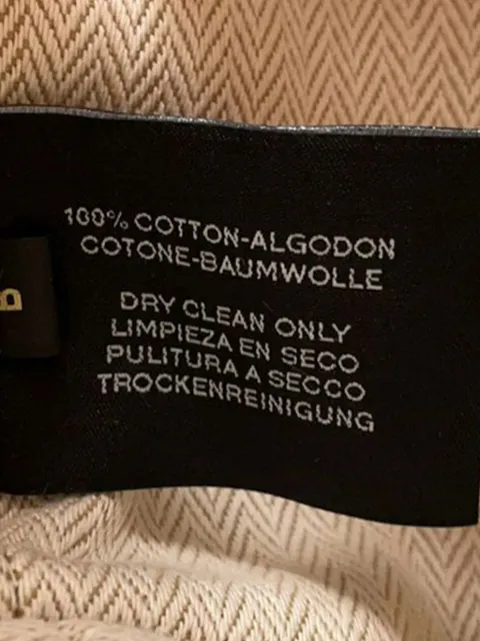 100% COTTON-ALGODON
COTONE-BAUMWOLLE
DRY CLEAN ONLY
LIMPIEZA EN SECO
PULITURA A SECCO
TROCKENREINIGUNG